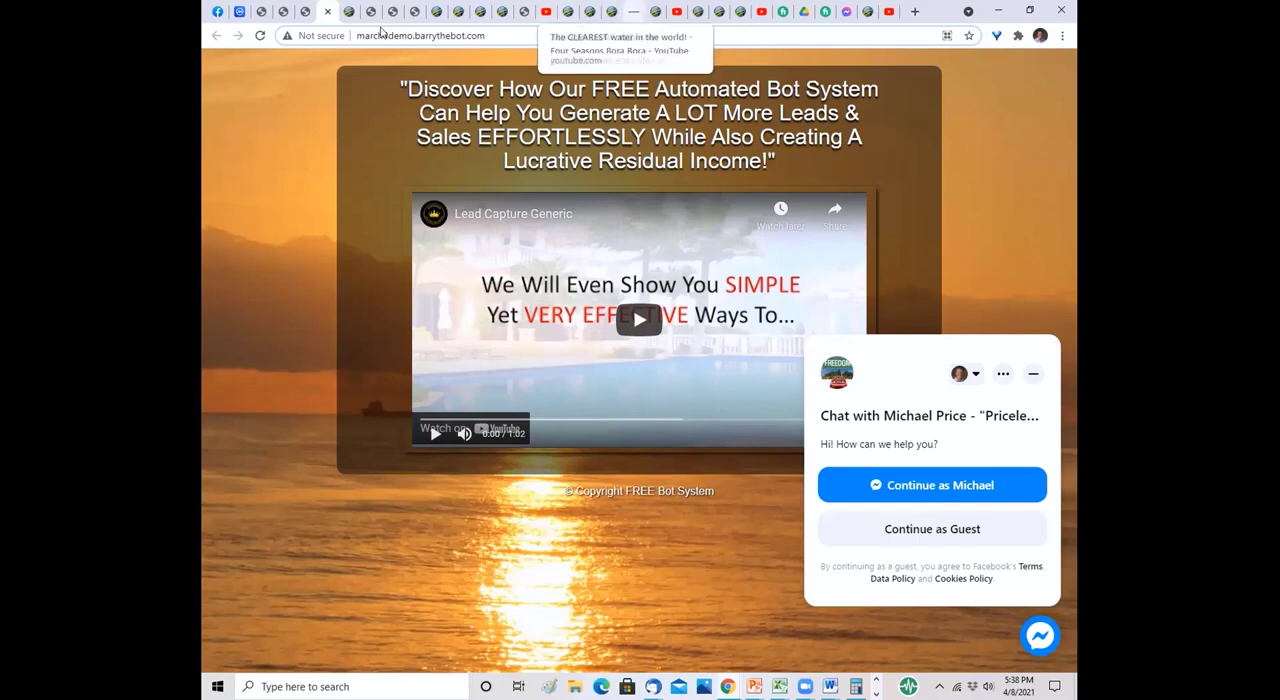 Not secure
barrythebot.com
The CLEAREST water in the world! -
Four Seasons Bora Bora - YouTube
youtube.com
"Discover How Our FREE Automated Bot System
Can Help You Generate A LOT More Leads &
Sales EFFORTLESSLY While Also Creating A
Lucrative Residual Income!"
Lead Capture Generic
Watch later
Share
We Will Even Show You SIMPLE
Yet VERY EFFECTIVE Ways To...
Watch on YouTube
0:00 / 1:02
© Copyright FREE Bot System
FREEDOM
Chat with Michael Price - "Pricele...
Hi! How can we help you?
Continue as Michael
Continue as Guest
By continuing as a guest, you agree to Facebook's Terms,
Data Policy and Cookies Policy.
Type here to search
5:38 PM
4/8/2021